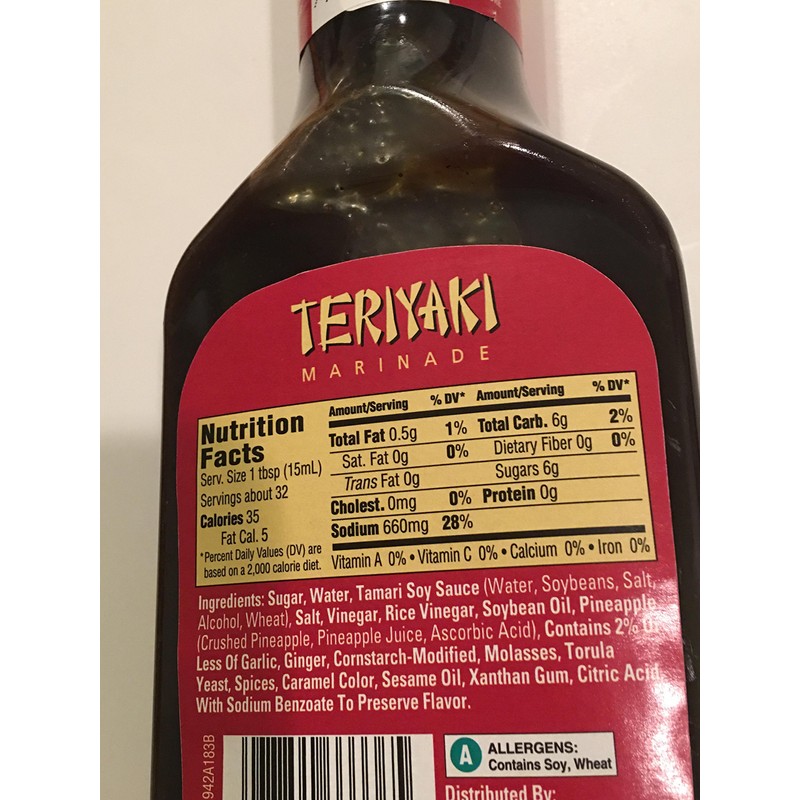 TERIYAKI
MARINADE
Nutrition
Facts
Serv. Size 1 tbsp (15mL)
Servings about 32
Calories 35
Fat Cal. 5
*Percent Daily Values (DV) are
based on a 2,000 calorie diet.
Amount/Serving % DV* Amount/Serving % DV*
Total Fat 0.5g 1% Total Carb. 6g 2%
Sat. Fat 0g 0% Dietary Fiber 0g 0%
Trans Fat 0g Sugars 6g
Cholest. 0mg 0% Protein 0g
Sodium 660mg 28%
Vitamin A 0% • Vitamin C 0% • Calcium 0% • Iron 0%
Ingredients: Sugar, Water, Tamari Soy Sauce (Water, Soybeans, Salt,
Alcohol, Wheat), Salt, Vinegar, Rice Vinegar, Soybean Oil, Pineapple
(Crushed Pineapple, Pineapple Juice, Ascorbic Acid), Contains 2% Or
Less Of Garlic, Ginger, Cornstarch-Modified, Molasses, Torula
Yeast, Spices, Caramel Color, Sesame Oil, Xanthan Gum, Citric Acid,
With Sodium Benzoate To Preserve Flavor.
942A183B
A ALLERGENS:
Contains Soy, Wheat
Distributed By: